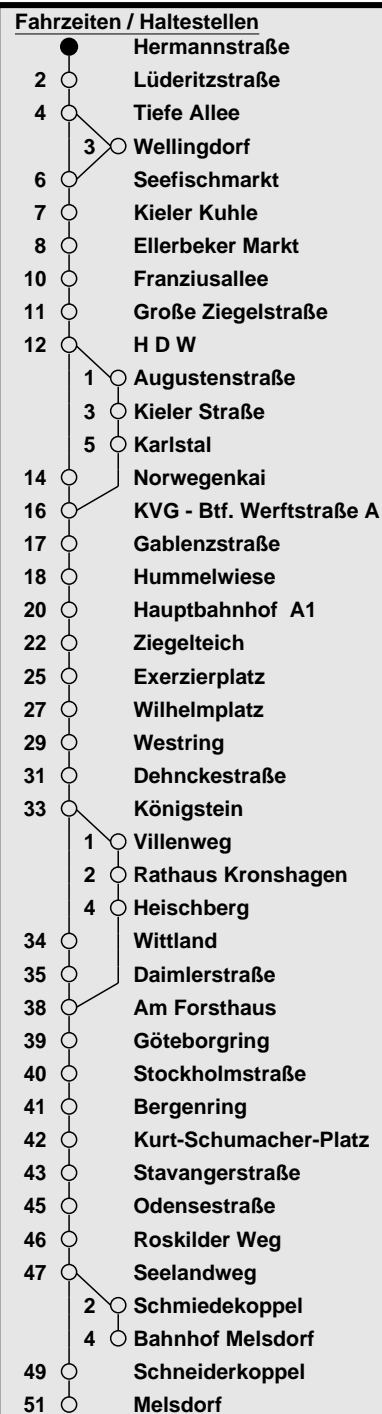 Fahrzeiten / Haltestellen
Hermannstraße
2 Lüderitzstraße
4 Tiefe Allee
3 Wellingdorf
6 Seefischmarkt
7 Kieler Kuhle
8 Ellerbeker Markt
10 Franziusallee
11 Große Ziegelstraße
12 H D W
1 Augustenstraße
3 Kieler Straße
5 Karlstal
14 Norwegenkai
16 KVG - Btf. Werftstraße A
17 Gablenzstraße
18 Hummelwiese
20 Hauptbahnhof A1
22 Ziegelteich
25 Exerzierplatz
27 Wilhelmplatz
29 Westring
31 Dehnckestraße
33 Königstein
1 Villenweg
2 Rathaus Kronshagen
4 Heischberg
34 Wittland
35 Daimlerstraße
38 Am Forsthaus
39 Göteborgring
40 Stockholmstraße
41 Bergenring
42 Kurt-Schumacher-Platz
43 Stavangerstraße
45 Odensestraße
46 Roskilder Weg
47 Seelandweg
2 Schmiedekoppel
4 Bahnhof Melsdorf
49 Schneiderkoppel
51 Melsdorf